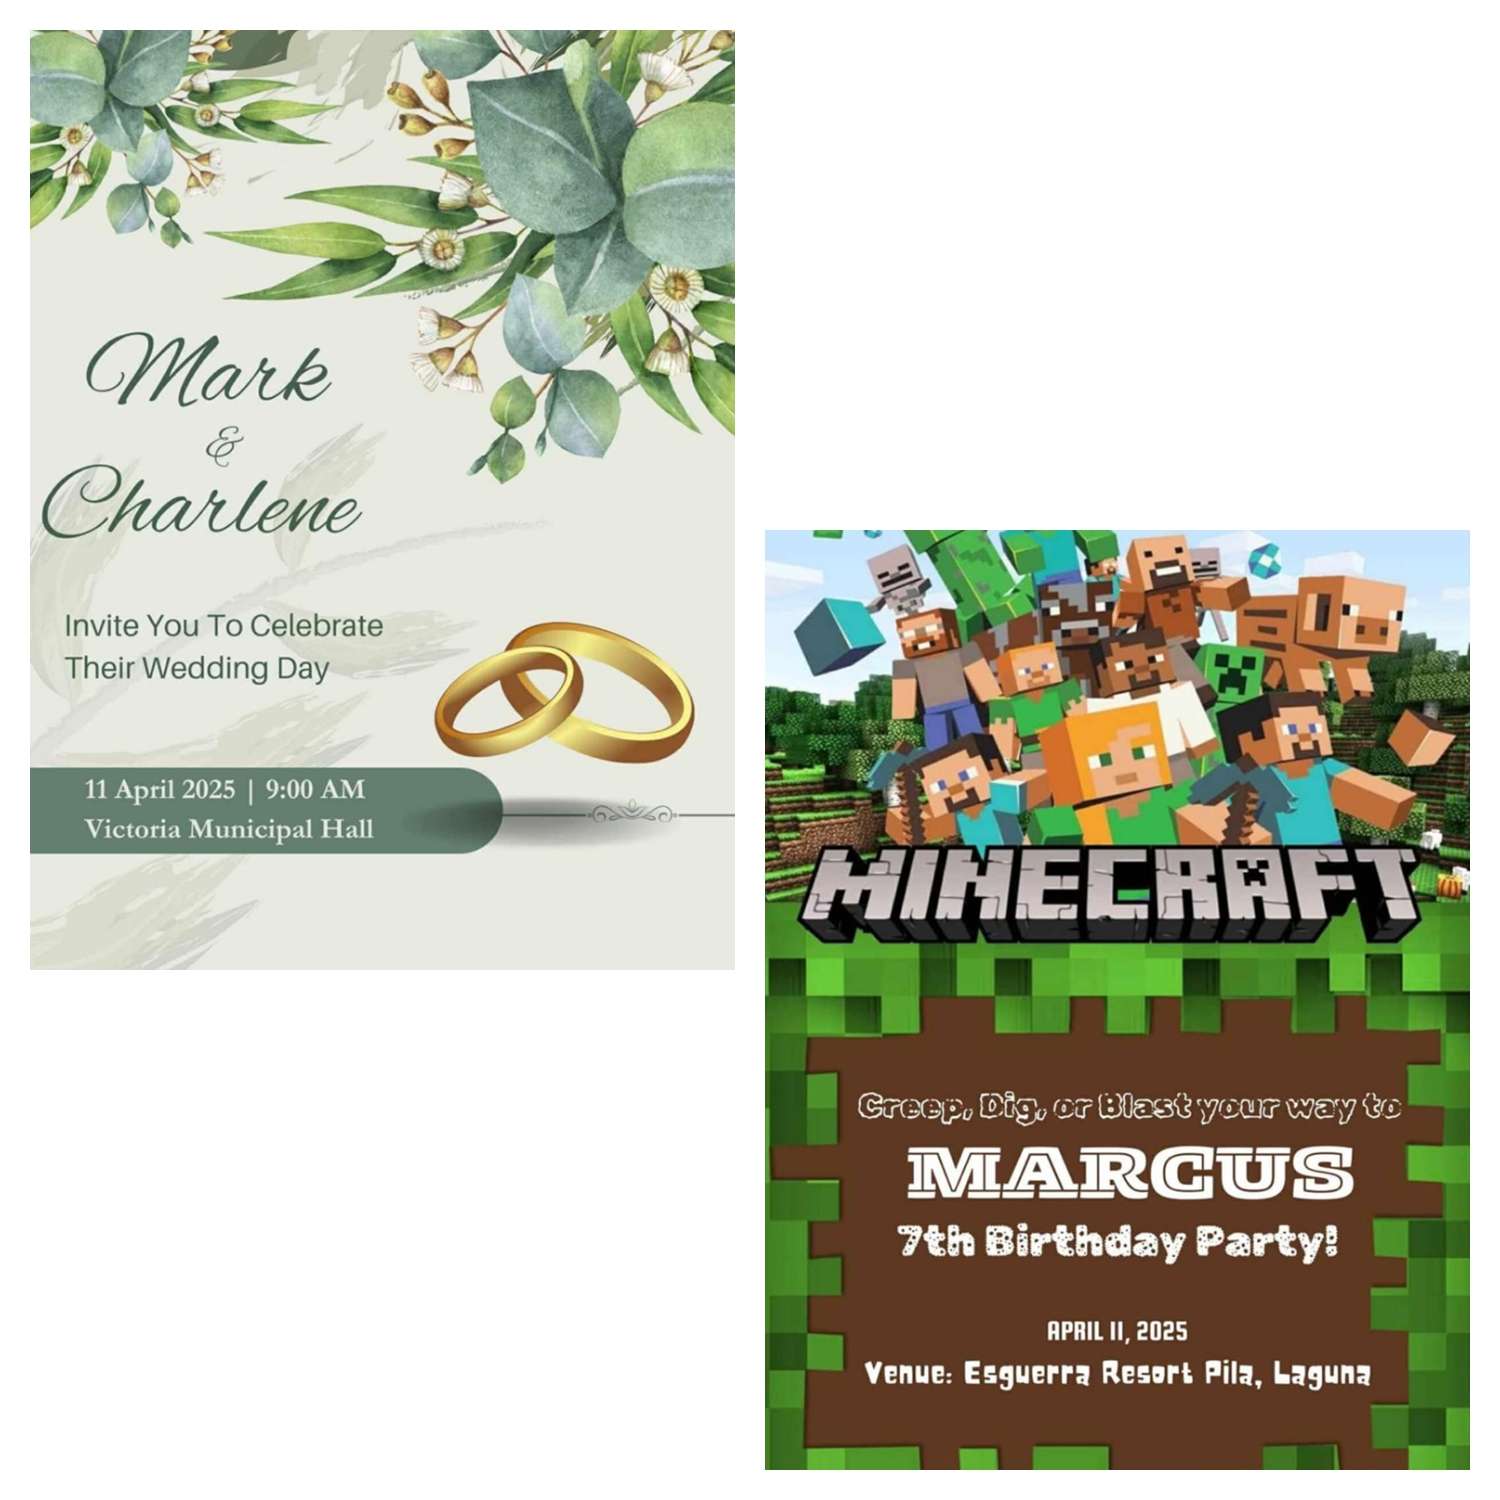 Mark
&
Charlene
Invite You To Celebrate
Their Wedding Day
11 April 2025 | 9:00 AM
Victoria Municipal Hall
MINECRAFT
Creep, Dig, or Blast your way to
MARCUS
7th Birthday Party!
APRIL 11, 2025
Venue: Esguerra Resort Pila, Laguna